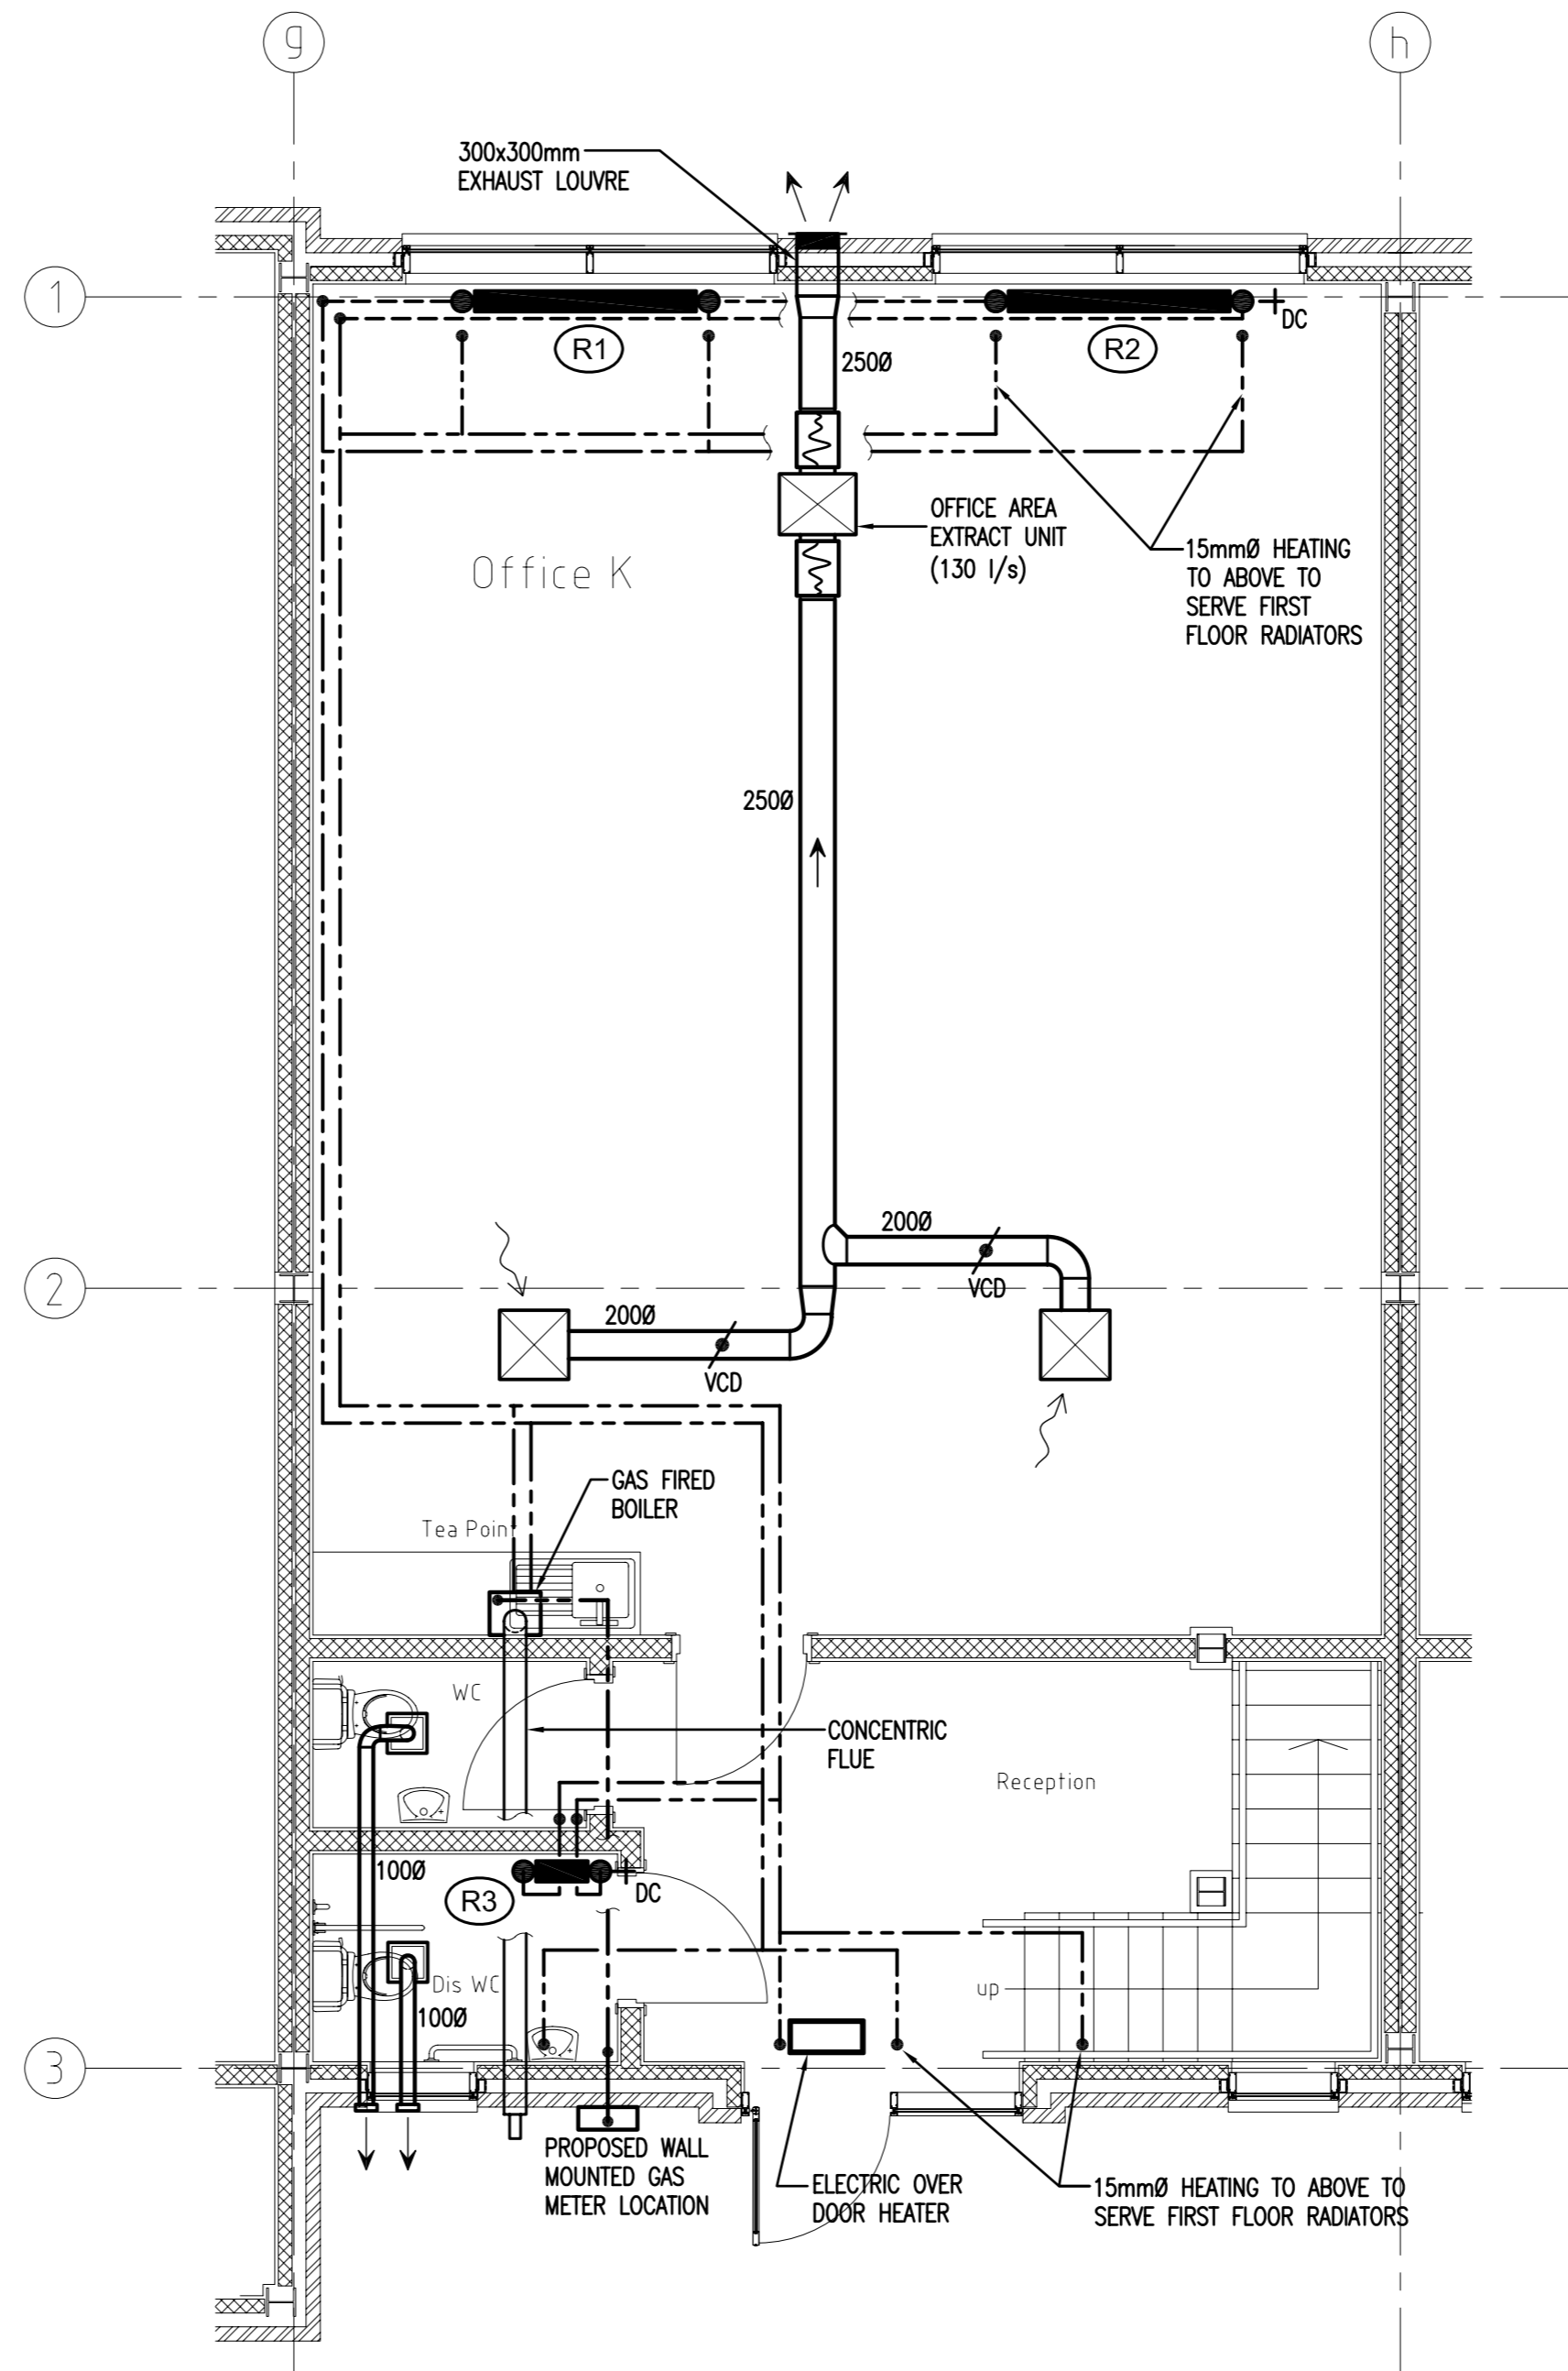 g
h
300x300mm
EXHAUST LOUVRE
1
DC
R1
R2
250Ø
OFFICE AREA
EXTRACT UNIT
(130 l/s)
15mmØ HEATING
TO ABOVE TO
SERVE FIRST
FLOOR RADIATORS
Office K
250Ø
200Ø
VCD
2
200Ø
VCD
GAS FIRED
BOILER
Tea Point
WC
CONCENTRIC
FLUE
Reception
100Ø
R3
DC
Dis WC
up
100Ø
3
PROPOSED WALL
MOUNTED GAS
METER LOCATION
ELECTRIC OVER
DOOR HEATER
15mmØ HEATING TO ABOVE TO
SERVE FIRST FLOOR RADIATORS